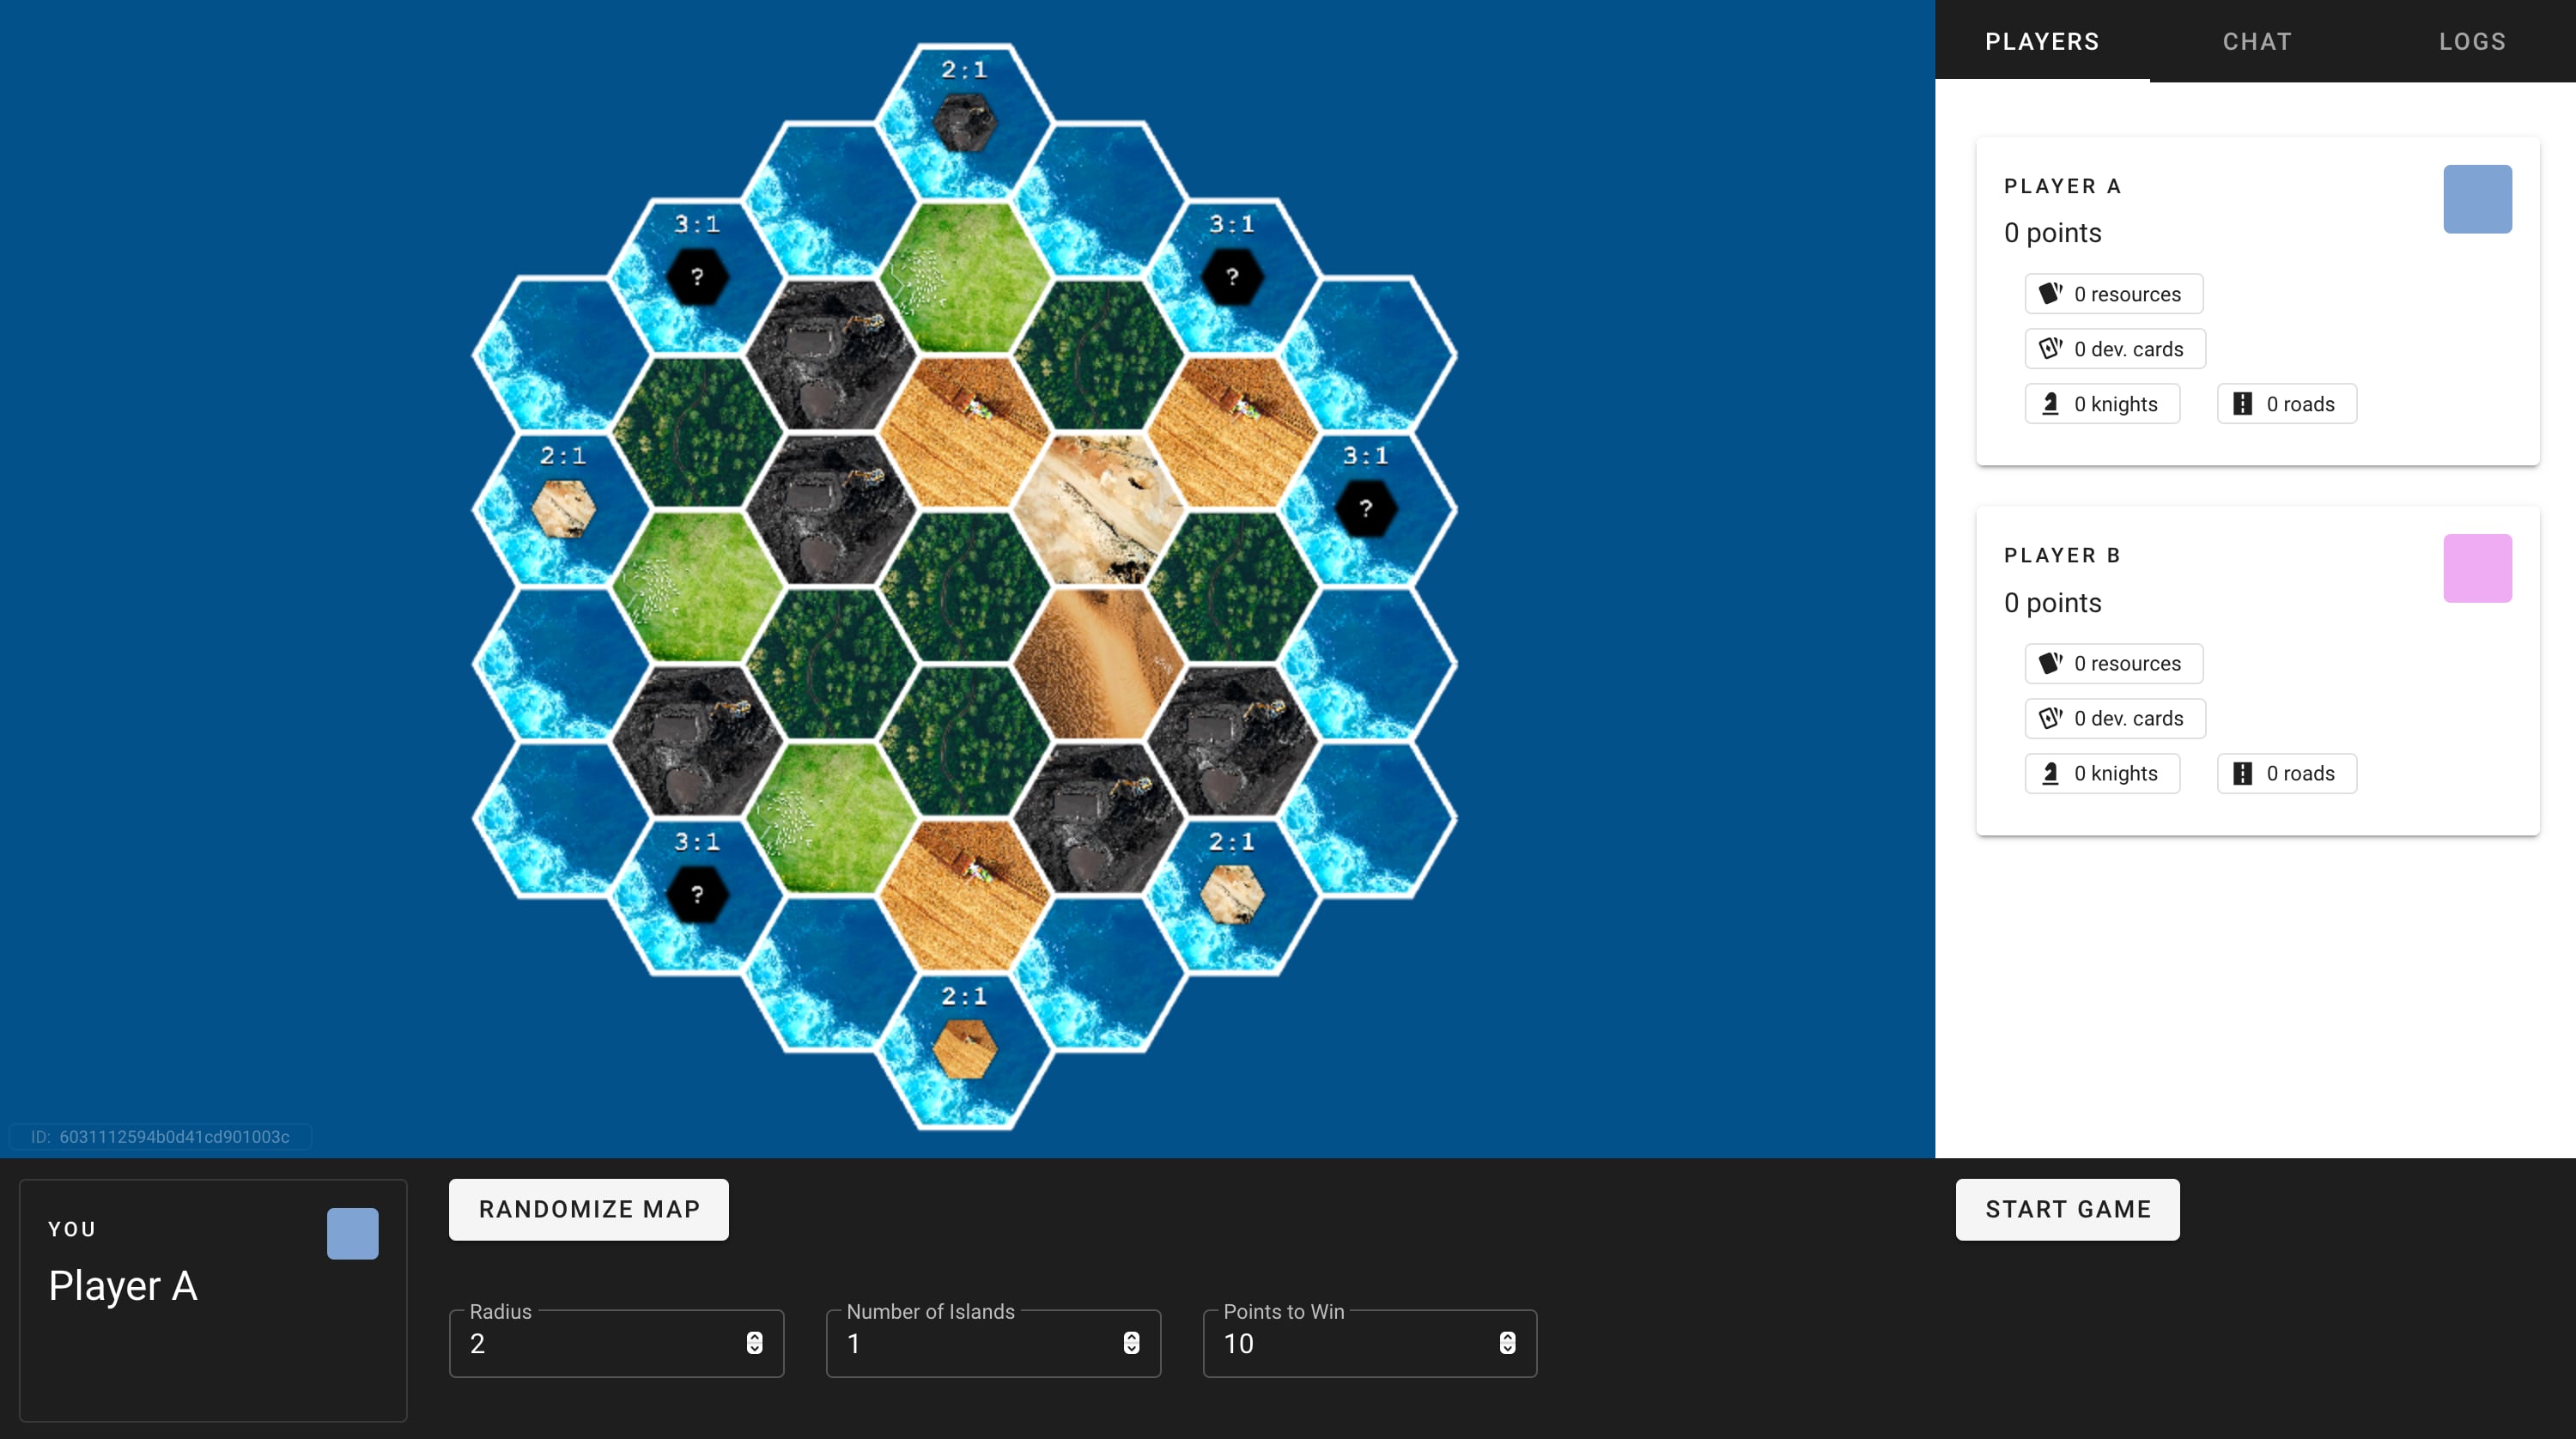 2:1
3:1
?
3:1
?
2:1
3:1
?
3:1
?
2:1
2:1
ID: 6031112594b0d41cd901003c
PLAYERS
CHAT
LOGS
PLAYER A
0 points
0 resources
0 dev. cards
0 knights
0 roads
PLAYER B
0 points
0 resources
0 dev. cards
0 knights
0 roads
YOU
Player A
RANDOMIZE MAP
START GAME
Radius
2
Number of Islands
1
Points to Win
10